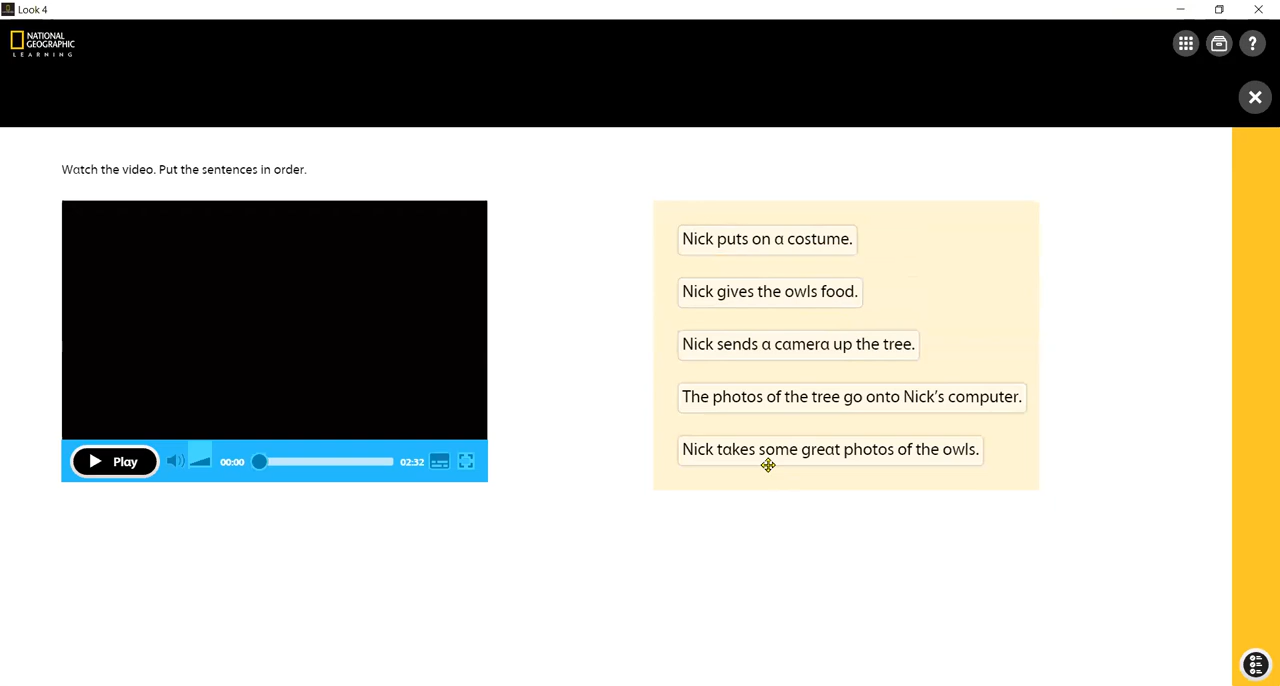 Look 4
NATIONAL
GEOGRAPHIC
LEARNING
?
Watch the video. Put the sentences in order.
Nick puts on a costume.
Nick gives the owls food.
Nick sends a camera up the tree.
The photos of the tree go onto Nick's computer.
Nick takes some great photos of the owls.
Play 00:00 02:32